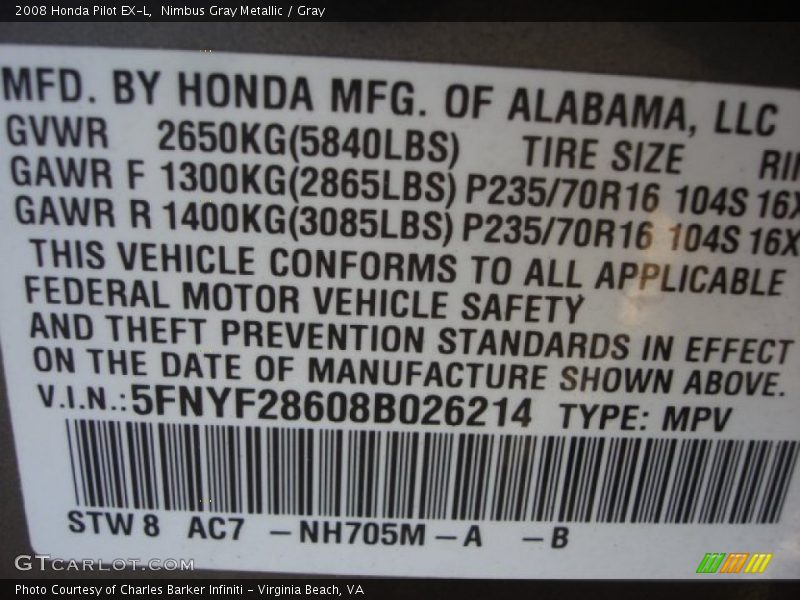 2008 Honda Pilot EX-L, Nimbus Gray Metallic / Gray
MFD. BY HONDA MFG. OF ALABAMA, LLC
GVWR 2650KG(5840LBS) TIRE SIZE
GAWR F 1300KG(2865LBS) P235/70R16 104S 16X
GAWR R 1400KG(3085LBS) P235/70R16 104S 16X
THIS VEHICLE CONFORMS TO ALL APPLICABLE
FEDERAL MOTOR VEHICLE SAFETY
AND THEFT PREVENTION STANDARDS IN EFFECT
ON THE DATE OF MANUFACTURE SHOWN ABOVE.
V.I.N.: 5FNYF28608B026214 TYPE: MPV
STW 8 AC7 -NH705M-A -B
GTCARLOT.COM
Photo Courtesy of Charles Barker Infiniti - Virginia Beach, VA